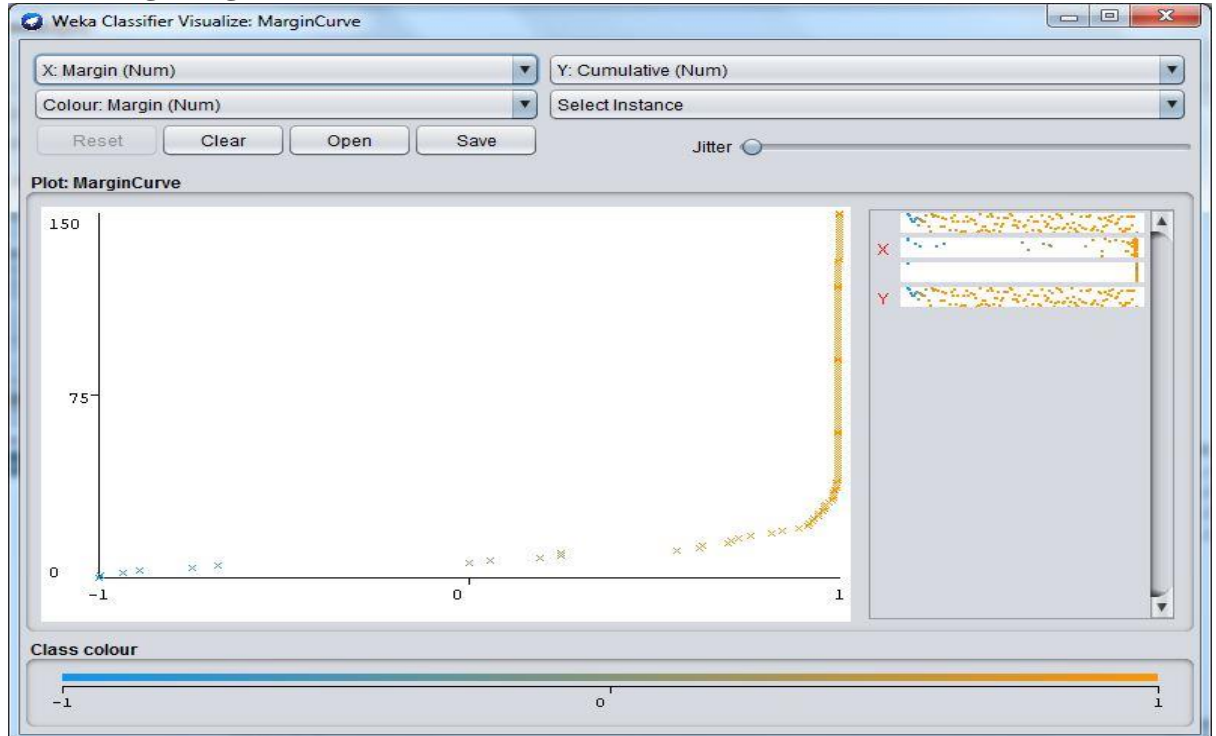 Weka Classifier Visualize: MarginCurve
X: Margin (Num) Y: Cumulative (Num)
Colour: Margin (Num) Select Instance
Reset Clear Open Save Jitter
Plot: MarginCurve
150
75
0
-1 0 1
X
Y
Class colour
-1 0 1